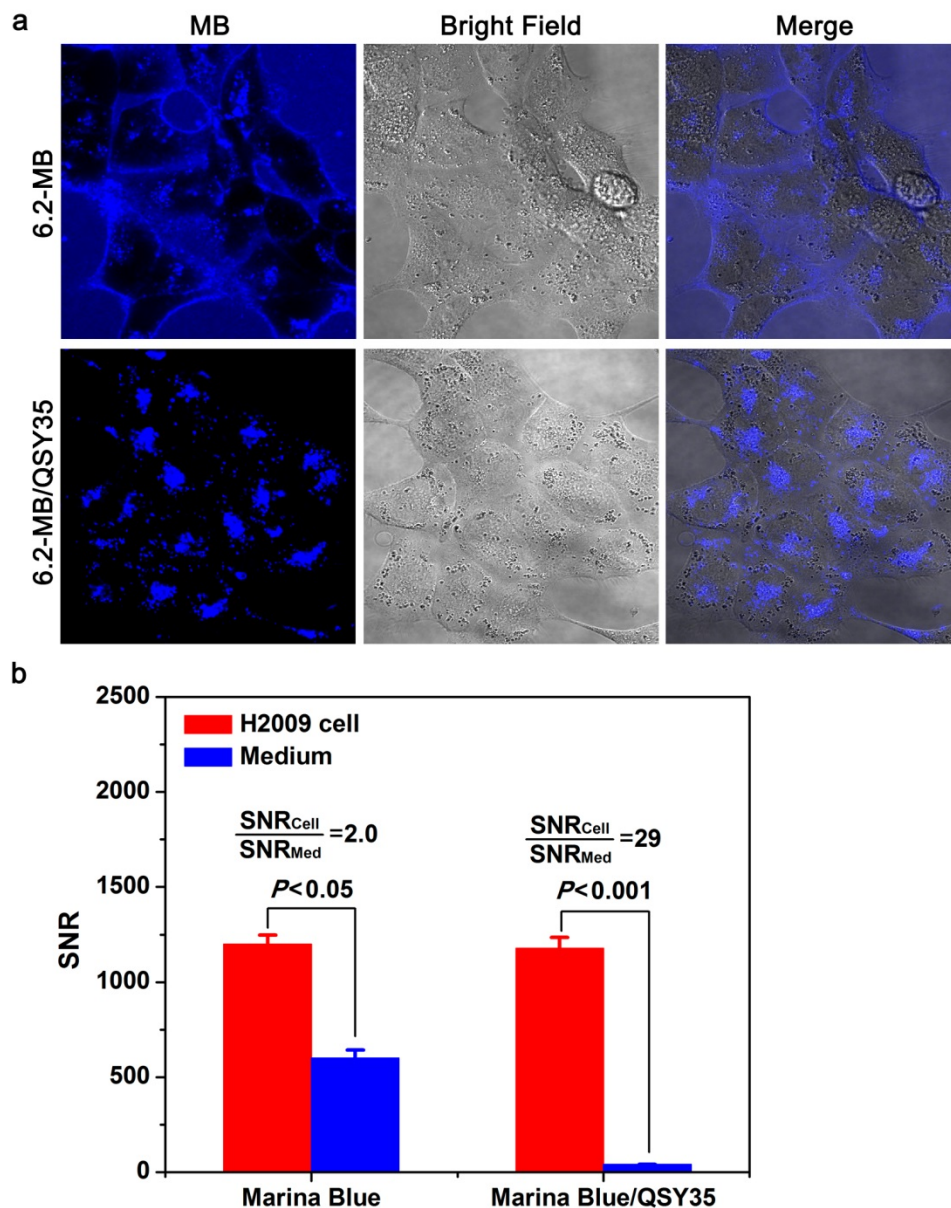 a
MB
Bright Field
Merge
6.2-MB
6.2-MB/QSY35
b
2500
2000
1500
1000
500
0
SNR
H2009 cell
Medium
SNRCell
SNRMed
=2.0
P<0.05
SNRCell
SNRMed
=29
P<0.001
Marina Blue
Marina Blue/QSY35